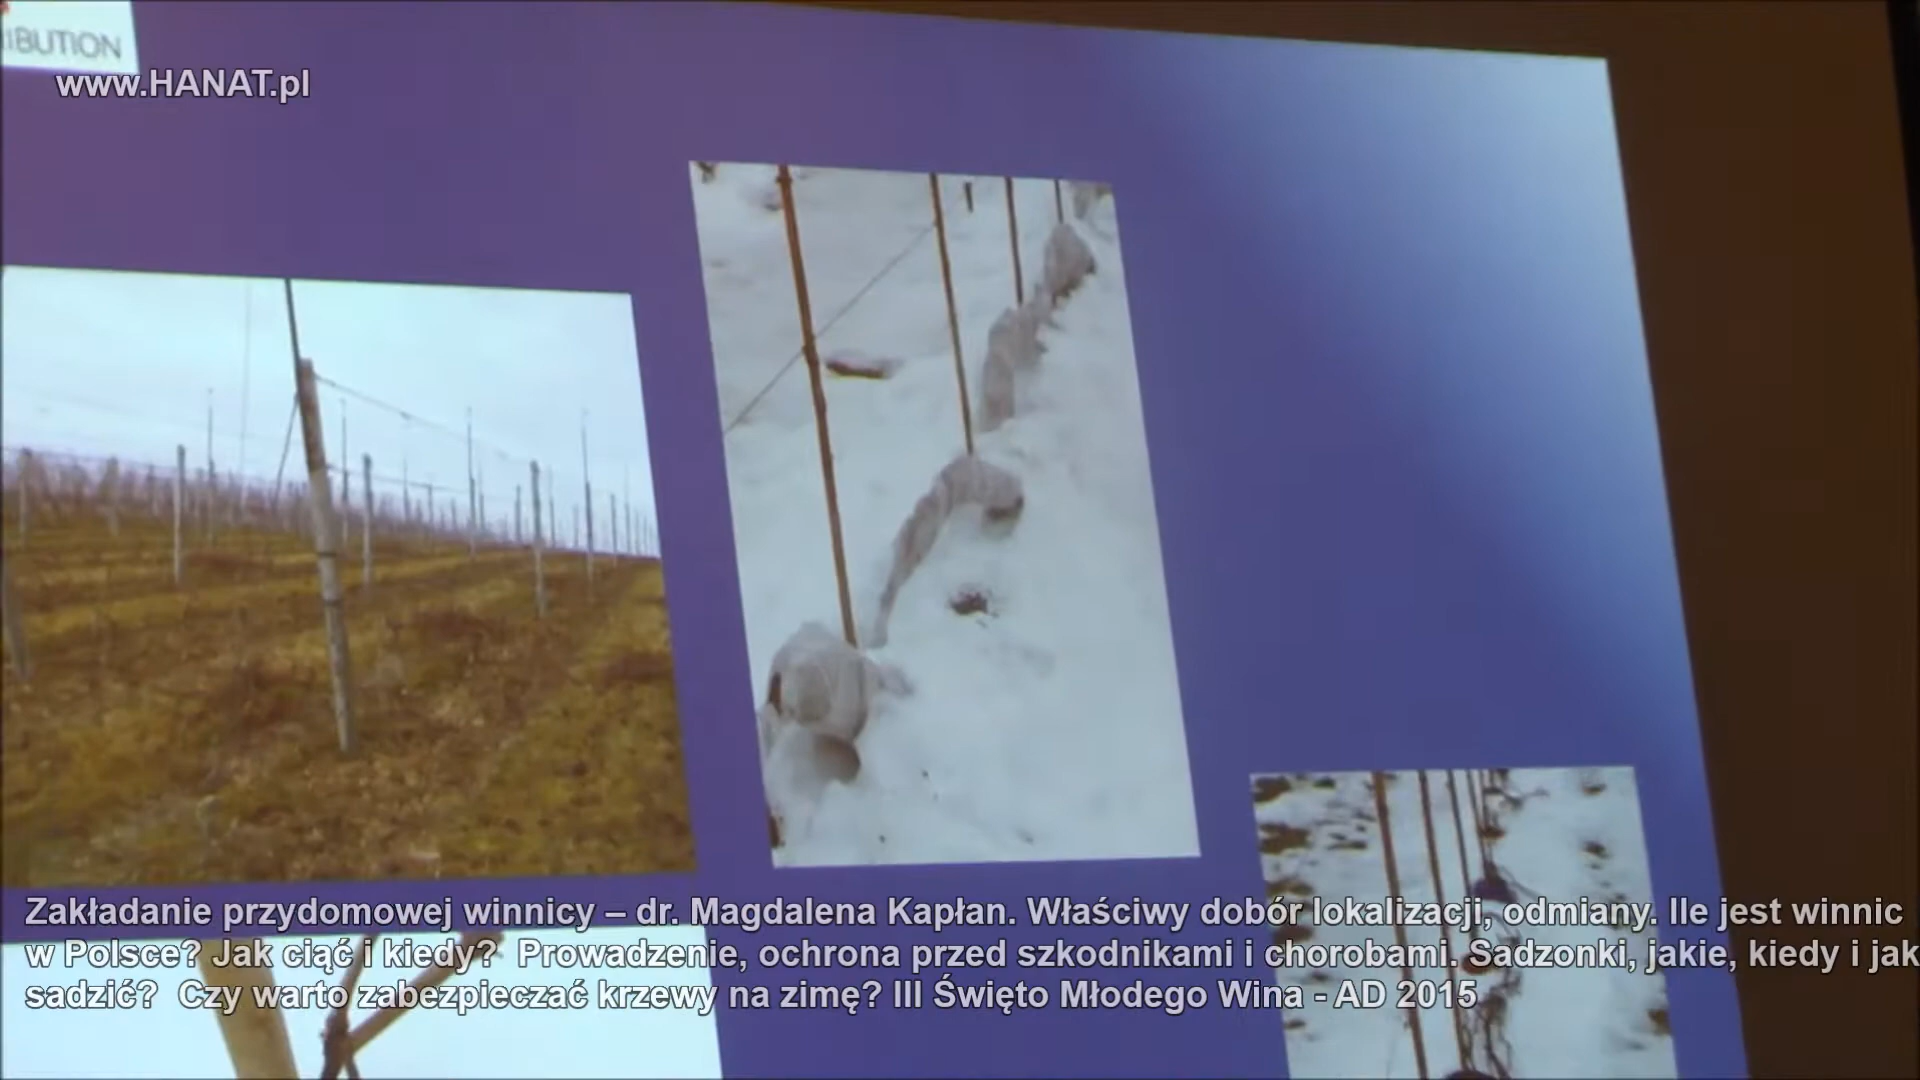 IBUTION
www.HANAT.pl
Zakładanie przydomowej winnicy – dr. Magdalena Kapłan. Właściwy dobór lokalizacji, odmiany. Ile jest winnic
w Polsce? Jak ciąć i kiedy?  Prowadzenie, ochrona przed szkodnikami i chorobami. Sadzonki, jakie, kiedy i jak
sadzić?  Czy warto zabezpieczać krzewy na zimę? III Święto Młodego Wina - AD 2015